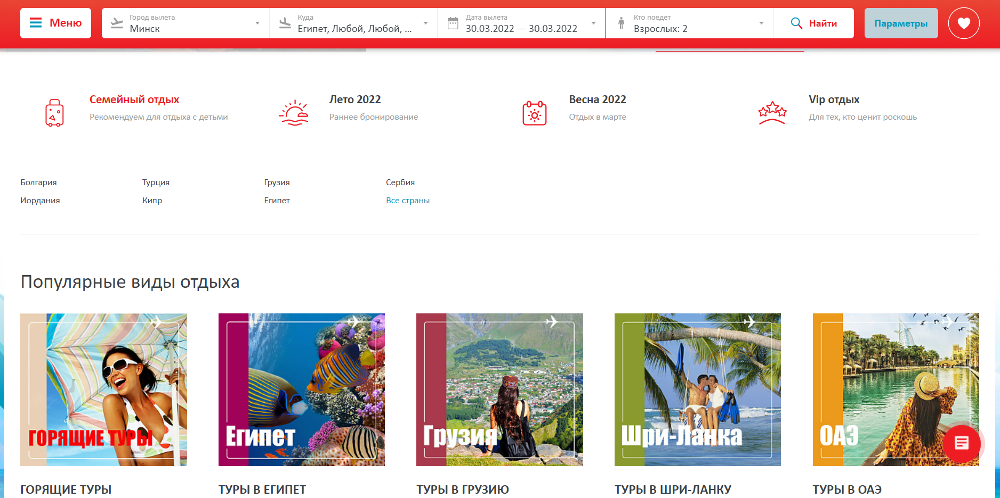 Меню
Город вылета
Минск
Куда
Египет, Любой, Любой, ...
Дата вылета
30.03.2022 — 30.03.2022
Кто поедет
Взрослых: 2
Найти
Параметры
Семейный отдых
Рекомендуем для отдыха с детьми
Лето 2022
Раннее бронирование
Весна 2022
Отдых в марте
Vip отдых
Для тех, кто ценит роскошь
Болгария
Турция
Грузия
Сербия
Иордания
Кипр
Египет
Все страны
Популярные виды отдыха
ГОРЯЩИЕ ТУРЫ
Египет
Грузия
Шри-Ланка
ОАЭ
ГОРЯЩИЕ ТУРЫ
ТУРЫ В ЕГИПЕТ
ТУРЫ В ГРУЗИЮ
ТУРЫ В ШРИ-ЛАНКУ
ТУРЫ В ОАЭ